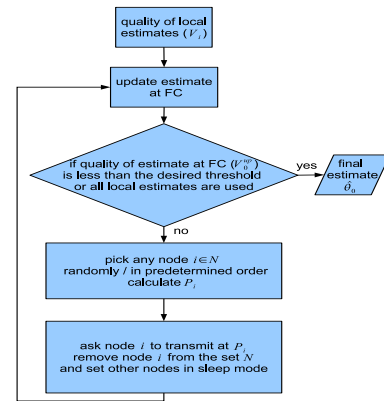 quality of local
estimates (V_i)
update estimate
at FC
if quality of estimate at FC (V_0^up)
is less than the desired threshold
or all local estimates are used
yes
final
estimate
θ̂_0
no
pick any node i∈N
randomly / in predetermined order
calculate P_i
ask node i to transmit at P_i
remove node i from the set N
and set other nodes in sleep mode